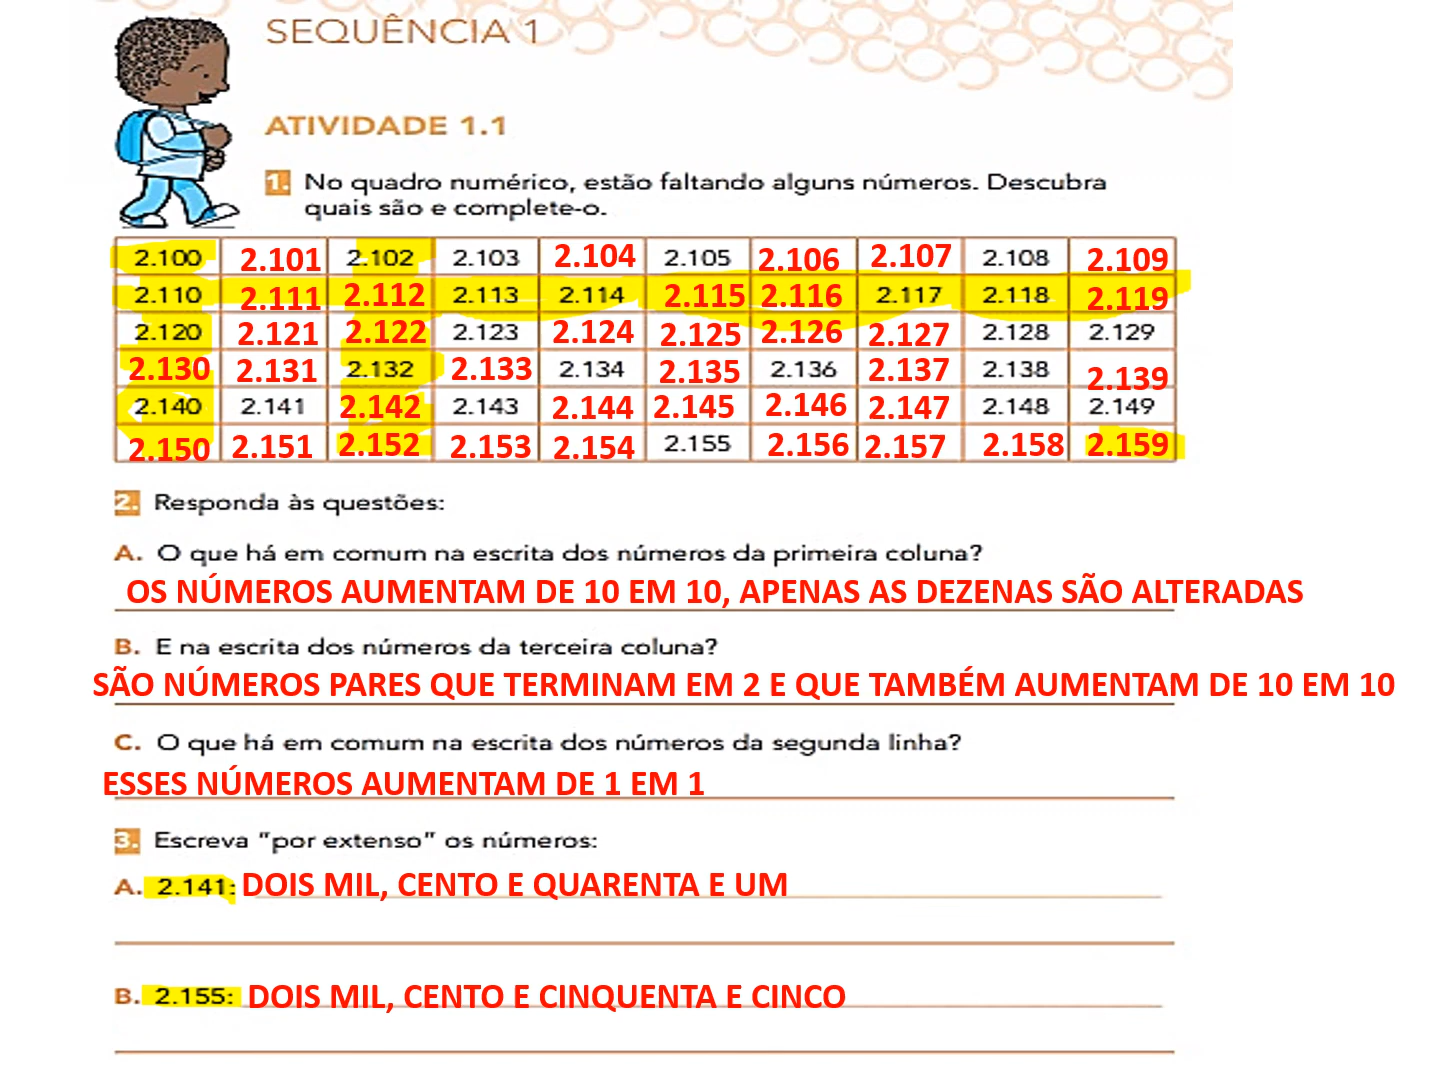 SEQUÊNCIA 1
ATIVIDADE 1.1
1. No quadro numérico, estão faltando alguns números. Descubra
quais são e complete-o.
2.100 2.101 2.102 2.103 2.104 2.105 2.106 2.107 2.108 2.109
2.110 2.111 2.112 2.113 2.114 2.115 2.116 2.117 2.118 2.119
2.120 2.121 2.122 2.123 2.124 2.125 2.126 2.127 2.128 2.129
2.130 2.131 2.132 2.133 2.134 2.135 2.136 2.137 2.138 2.139
2.140 2.141 2.142 2.143 2.144 2.145 2.146 2.147 2.148 2.149
2.150 2.151 2.152 2.153 2.154 2.155 2.156 2.157 2.158 2.159
2. Responda às questões:
A. O que há em comum na escrita dos números da primeira coluna?
OS NÚMEROS AUMENTAM DE 10 EM 10, APENAS AS DEZENAS SÃO ALTERADAS
B. E na escrita dos números da terceira coluna?
SÃO NÚMEROS PARES QUE TERMINAM EM 2 E QUE TAMBÉM AUMENTAM DE 10 EM 10
C. O que há em comum na escrita dos números da segunda linha?
ESSES NÚMEROS AUMENTAM DE 1 EM 1
3. Escreva "por extenso" os números:
A. 2.141: DOIS MIL, CENTO E QUARENTA E UM
B. 2.155: DOIS MIL, CENTO E CINQUENTA E CINCO